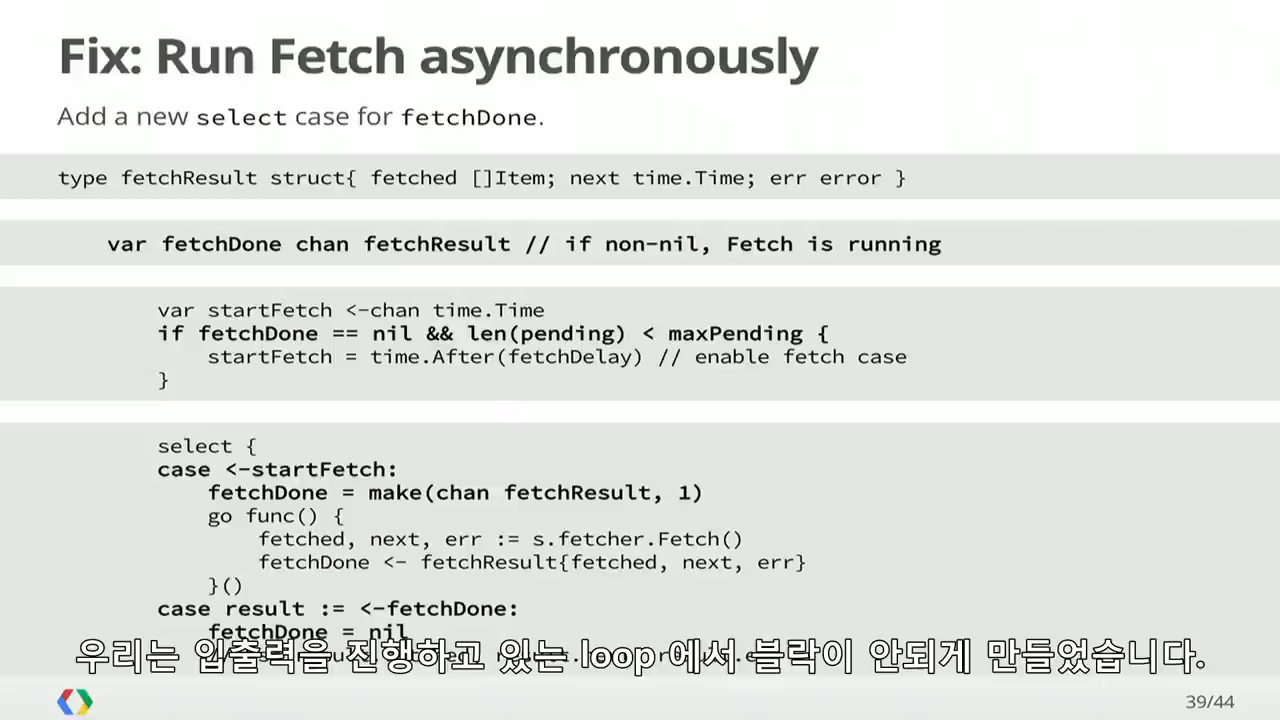 Fix: Run Fetch asynchronously
Add a new select case for fetchDone.
type fetchResult struct{ fetched []Item; next time.Time; err error }
var fetchDone chan fetchResult // if non-nil, Fetch is running
var startFetch <-chan time.Time
if fetchDone == nil && len(pending) < maxPending {
startFetch = time.After(fetchDelay) // enable fetch case
}
select {
case <-startFetch:
fetchDone = make(chan fetchResult, 1)
go func() {
fetched, next, err := s.fetcher.Fetch()
fetchDone <- fetchResult{fetched, next, err}
}()
case result := <-fetchDone:
fetchDone = nil
우리는 입출력을 진행하고 있는 loop 에서 블락이 안되게 만들었습니다.
39/44